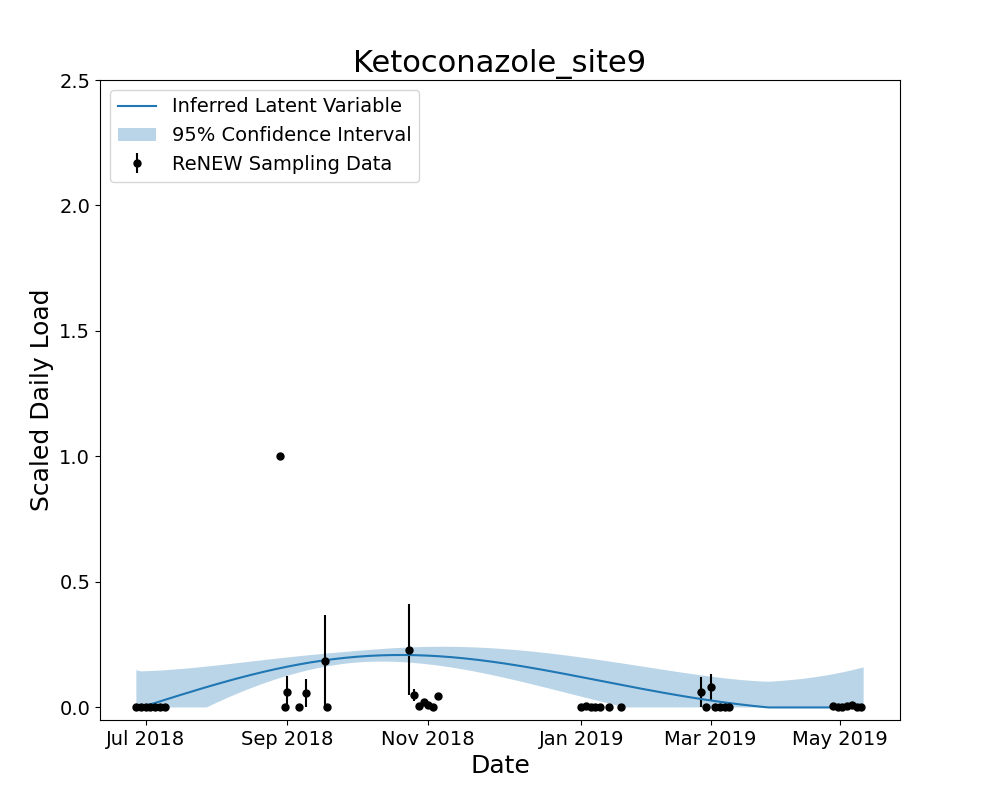 Ketoconazole_site9
2.5
Inferred Latent Variable
95% Confidence Interval
ReNEW Sampling Data
2.0
1.5
1.0
0.5
0.0
Scaled Daily Load
Jul 2018 Sep 2018 Nov 2018 Jan 2019 Mar 2019 May 2019
Date